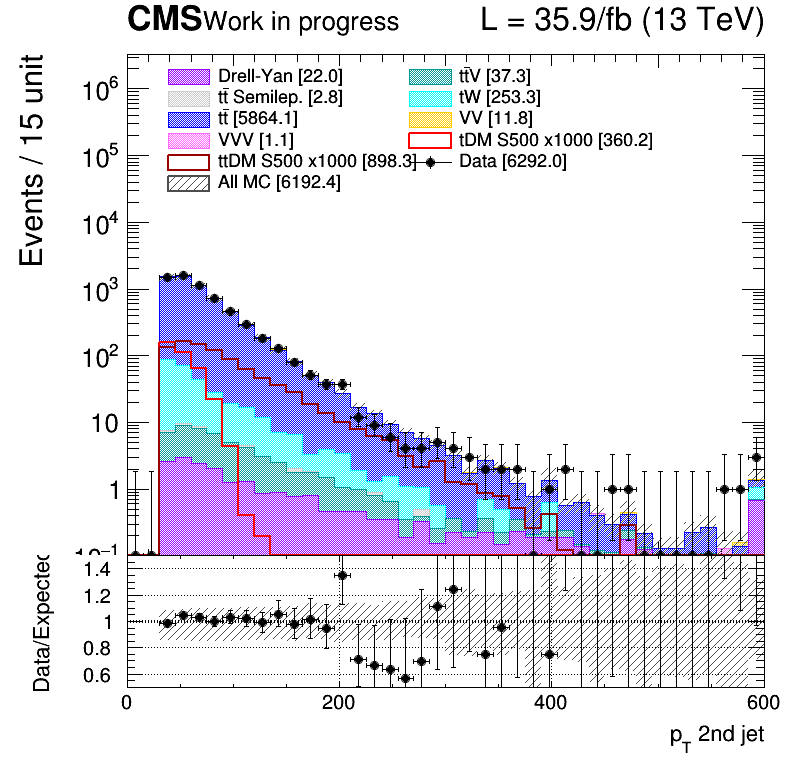 CMS Work in progress L = 35.9/fb (13 TeV)
Events / 15 unit
Drell-Yan [22.0] tt̄V [37.3]
tt̄ Semilep. [2.8] tW [253.3]
tt̄ [5864.1] VV [11.8]
VVV [1.1] tDM S500 x1000 [360.2]
ttDM S500 x1000 [898.3] Data [6292.0]
All MC [6192.4]
10⁶
10⁵
10⁴
10³
10²
10
1
10⁻¹
Data/Expected
1.4
1.2
1
0.8
0.6
0 200 400 600
p_T 2nd jet